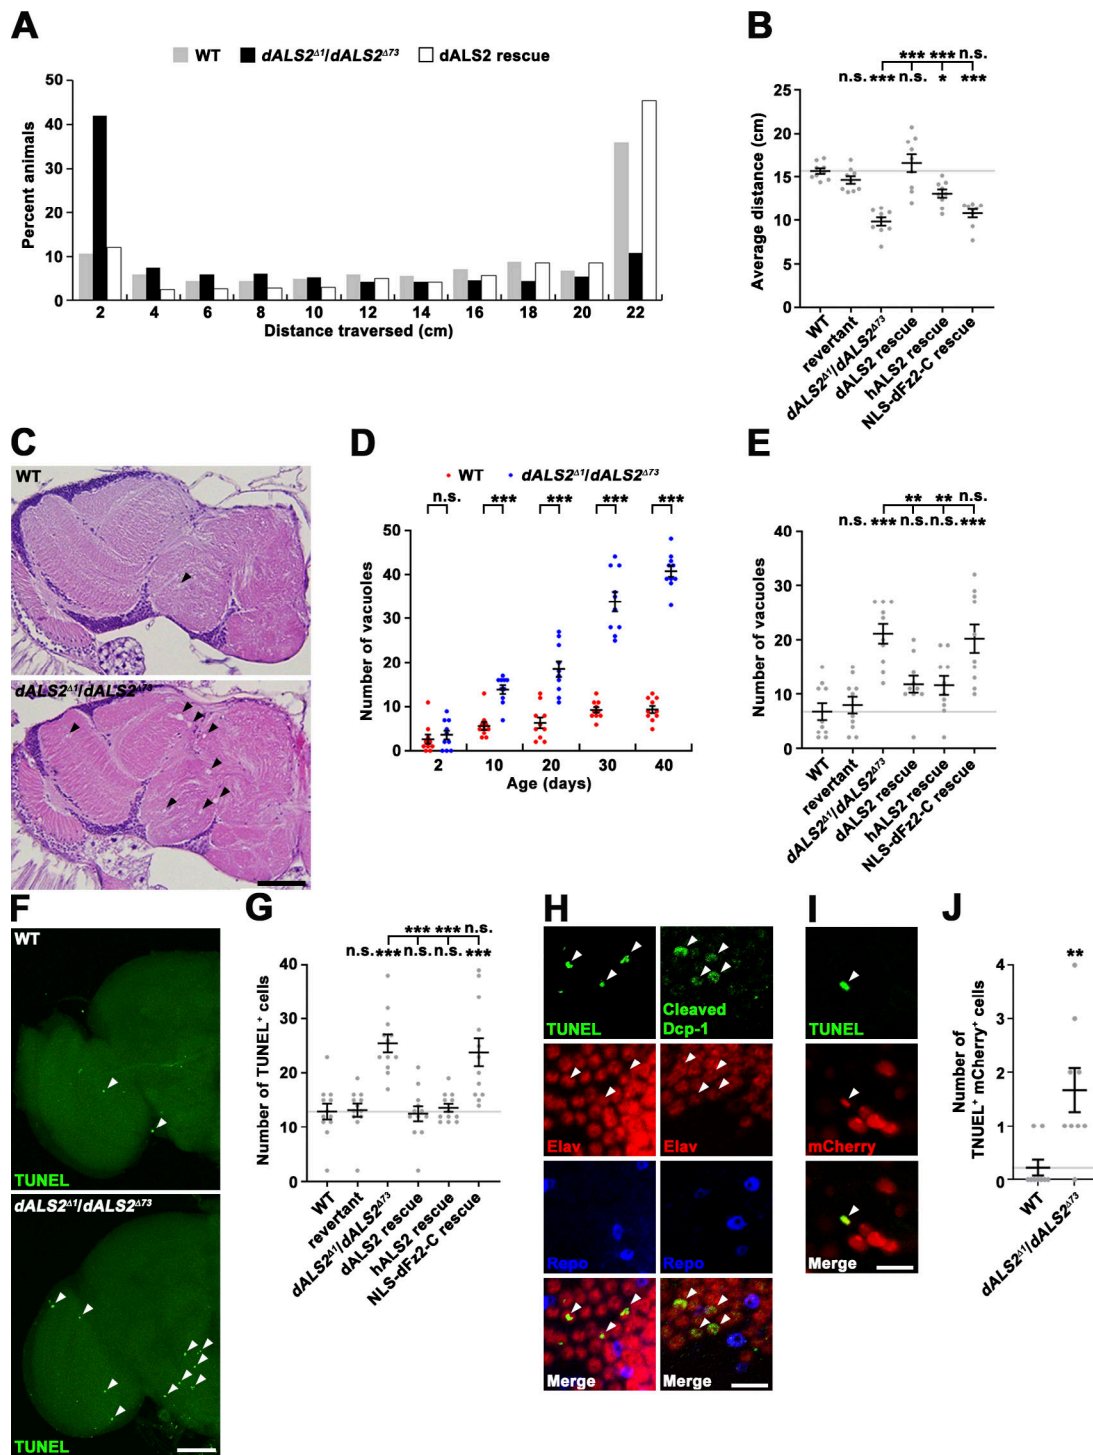 A
WT dALS2Δ1/dALS2Δ73 dALS2 rescue
50
40
30
20
10
0
Percent animals
2 4 6 8 10 12 14 16 18 20 22
Distance traversed (cm)
B
*** *** n.s.
n.s. *** n.s. * ***
25
20
15
10
5
0
Average distance (cm)
WT
revertant
dALS2Δ1/dALS2Δ73
dALS2 rescue
hALS2 rescue
NLS-dFz2-C rescue
C
WT
dALS2Δ1/dALS2Δ73
D
WT dALS2Δ1/dALS2Δ73
n.s. *** *** *** ***
50
40
30
20
10
0
Number of vacuoles
2 10 20 30 40
Age (days)
E
** ** n.s.
n.s. *** n.s. n.s. ***
40
30
20
10
0
Number of vacuoles
WT
revertant
dALS2Δ1/dALS2Δ73
dALS2 rescue
hALS2 rescue
NLS-dFz2-C rescue
F
WT
TUNEL
dALS2Δ1/dALS2Δ73
TUNEL
G
*** *** n.s.
n.s. *** n.s. n.s. ***
40
30
20
10
0
Number of TUNEL+ cells
WT
revertant
dALS2Δ1/dALS2Δ73
dALS2 rescue
hALS2 rescue
NLS-dFz2-C rescue
H
TUNEL
Cleaved
Dcp-1
Elav
Elav
Repo
Repo
Merge
Merge
I
TUNEL
mCherry
Merge
J
**
4
3
2
1
0
Number of
TNUEL+ mCherry+ cells
WT
dALS2Δ1/dALS2Δ73